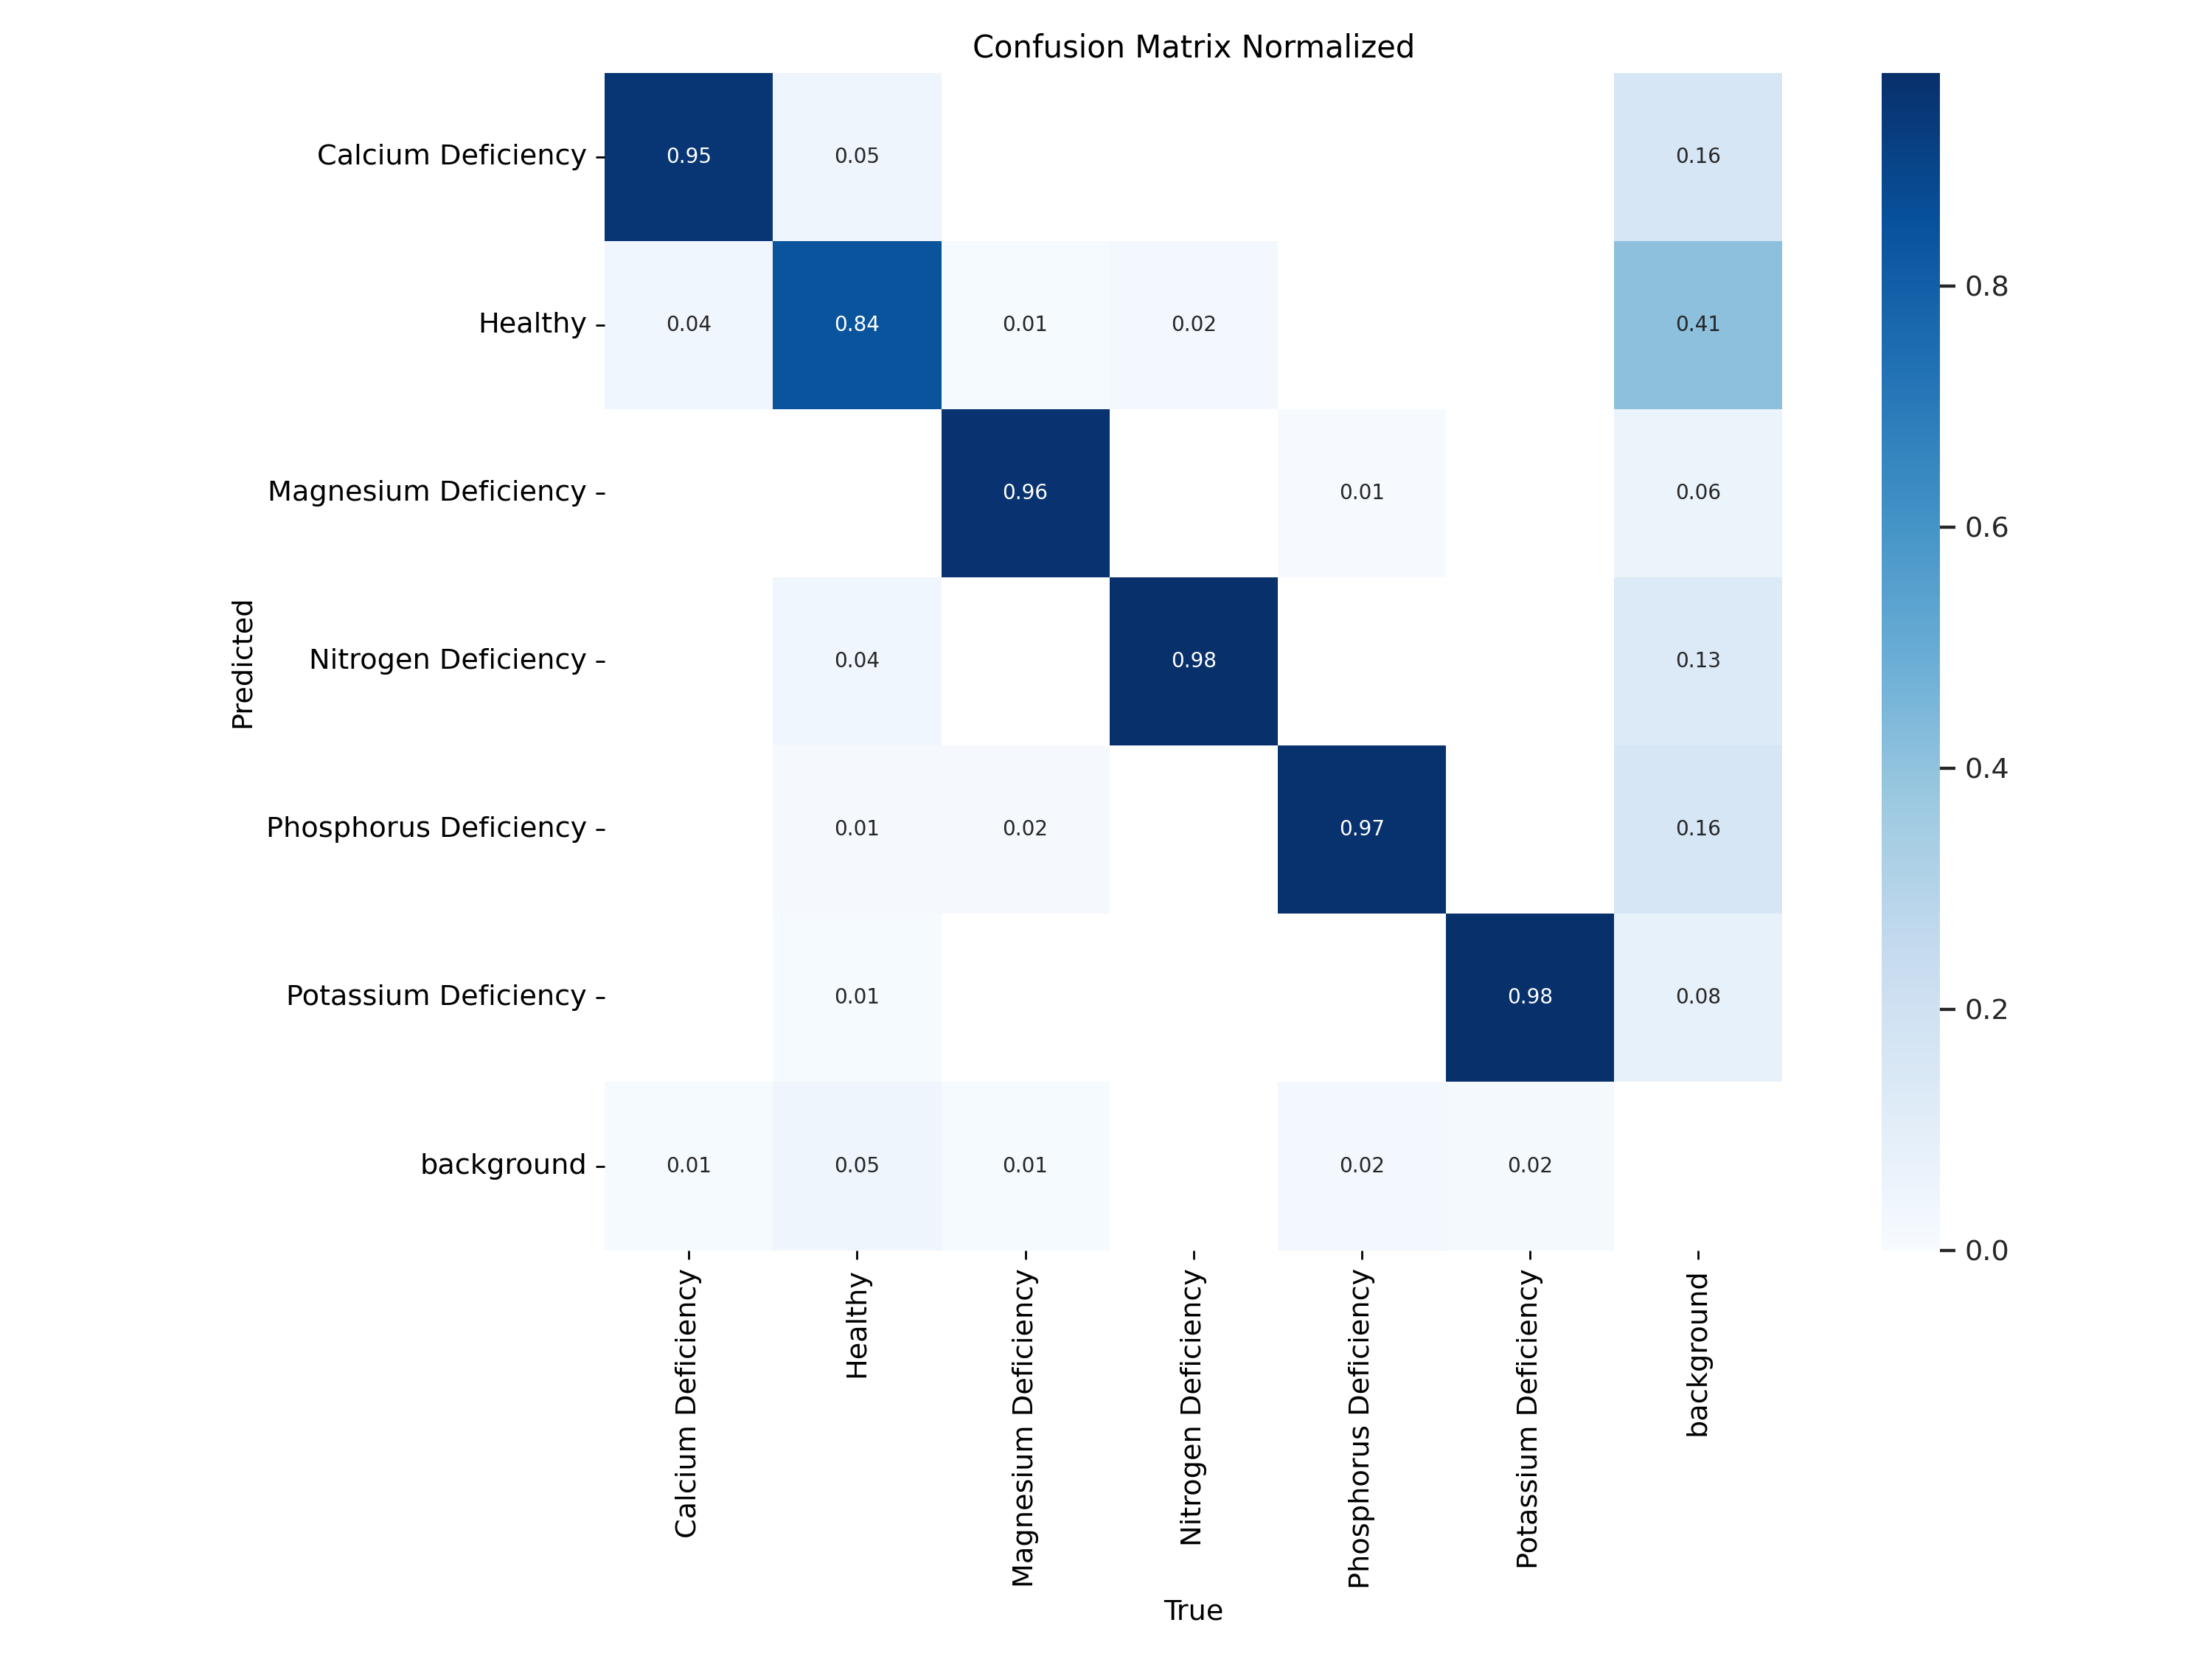 Confusion Matrix Normalized
Calcium Deficiency
0.95
0.05
0.16
Healthy
0.04
0.84
0.01
0.02
0.41
Magnesium Deficiency
0.96
0.01
0.06
Nitrogen Deficiency
0.04
0.98
0.13
Phosphorus Deficiency
0.01
0.02
0.97
0.16
Potassium Deficiency
0.01
0.98
0.08
background
0.01
0.05
0.01
0.02
0.02
Predicted
Calcium Deficiency
Healthy
Magnesium Deficiency
Nitrogen Deficiency
Phosphorus Deficiency
Potassium Deficiency
background
True
0.8
0.6
0.4
0.2
0.0